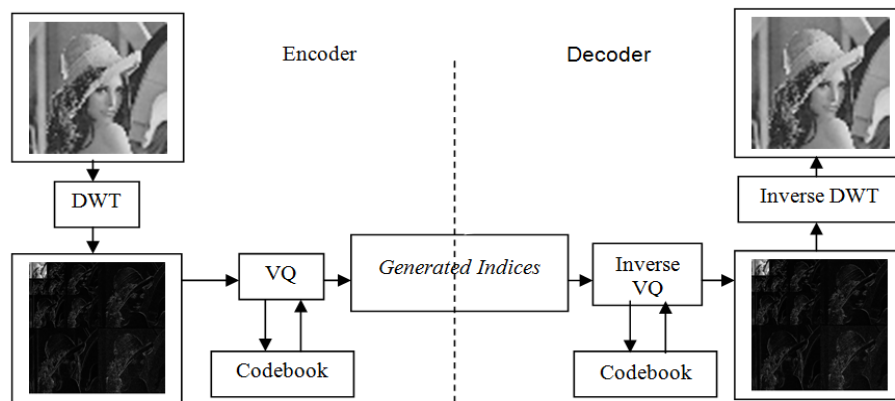 Encoder
Decoder
DWT
Inverse DWT
VQ
Generated Indices
Inverse
VQ
Codebook
Codebook